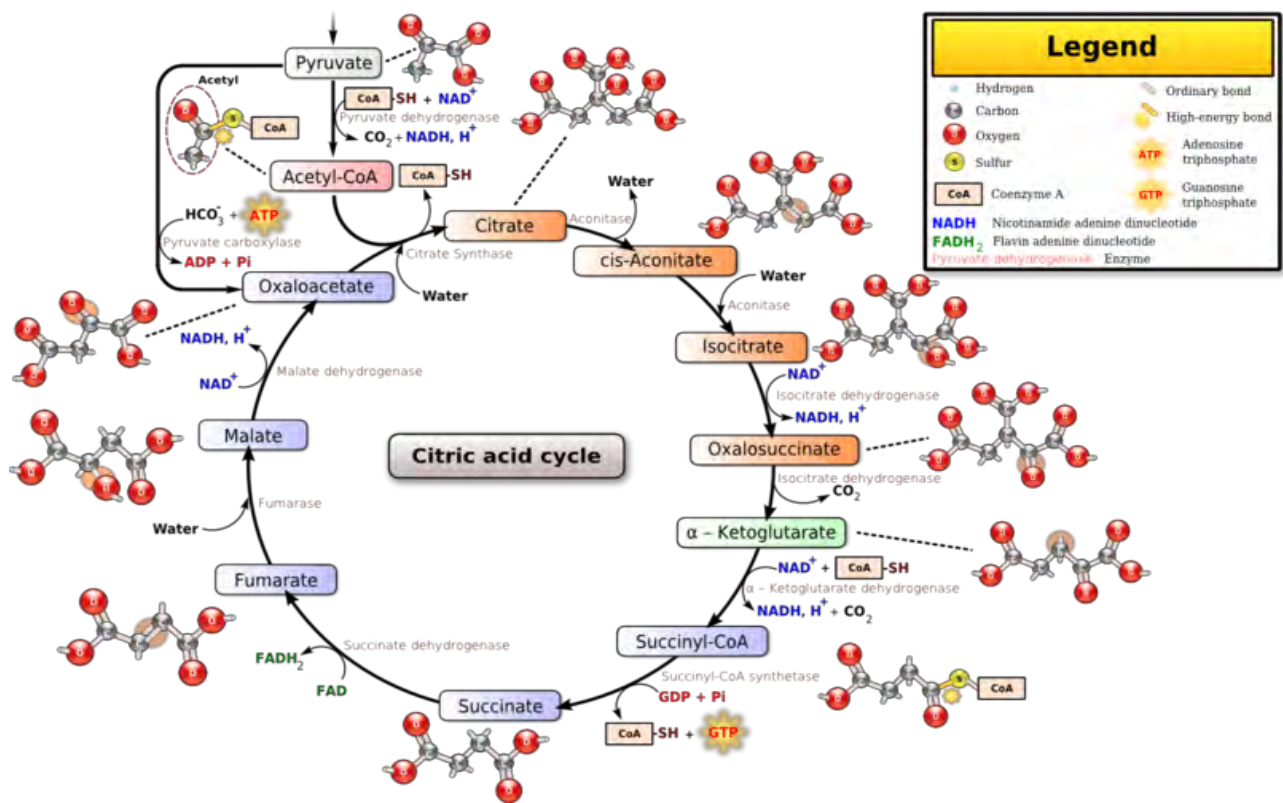 Pyruvate
Acetyl
CoA-SH + NAD+
Pyruvate dehydrogenase
CO2 + NADH, H+
S
CoA
Acetyl-CoA
CoA-SH
HCO3- + ATP
Pyruvate carboxylase
ADP + Pi
Citrate
Citrate Synthase
Water
Oxaloacetate
Water
Aconitase
cis-Aconitate
Water
Aconitase
Isocitrate
NAD+
Isocitrate dehydrogenase
NADH, H+
Oxalosuccinate
Isocitrate dehydrogenase
CO2
α – Ketoglutarate
NAD+ + CoA-SH
α – Ketoglutarate dehydrogenase
NADH, H+ + CO2
Succinyl-CoA
S
CoA
Succinyl-CoA synthetase
GDP + Pi
CoA-SH + GTP
Succinate
Succinate dehydrogenase
FADH2
FAD
Fumarate
Fumarase
Water
Malate
Malate dehydrogenase
NADH, H+
NAD+
Citric acid cycle
Legend
Hydrogen
Carbon
Oxygen
S Sulfur
CoA Coenzyme A
NADH Nicotinamide adenine dinucleotide
FADH2 Flavin adenine dinucleotide
Pyruvate dehydrogenase Enzyme
Ordinary bond
High-energy bond
ATP Adenosine
triphosphate
GTP Guanosine
triphosphate